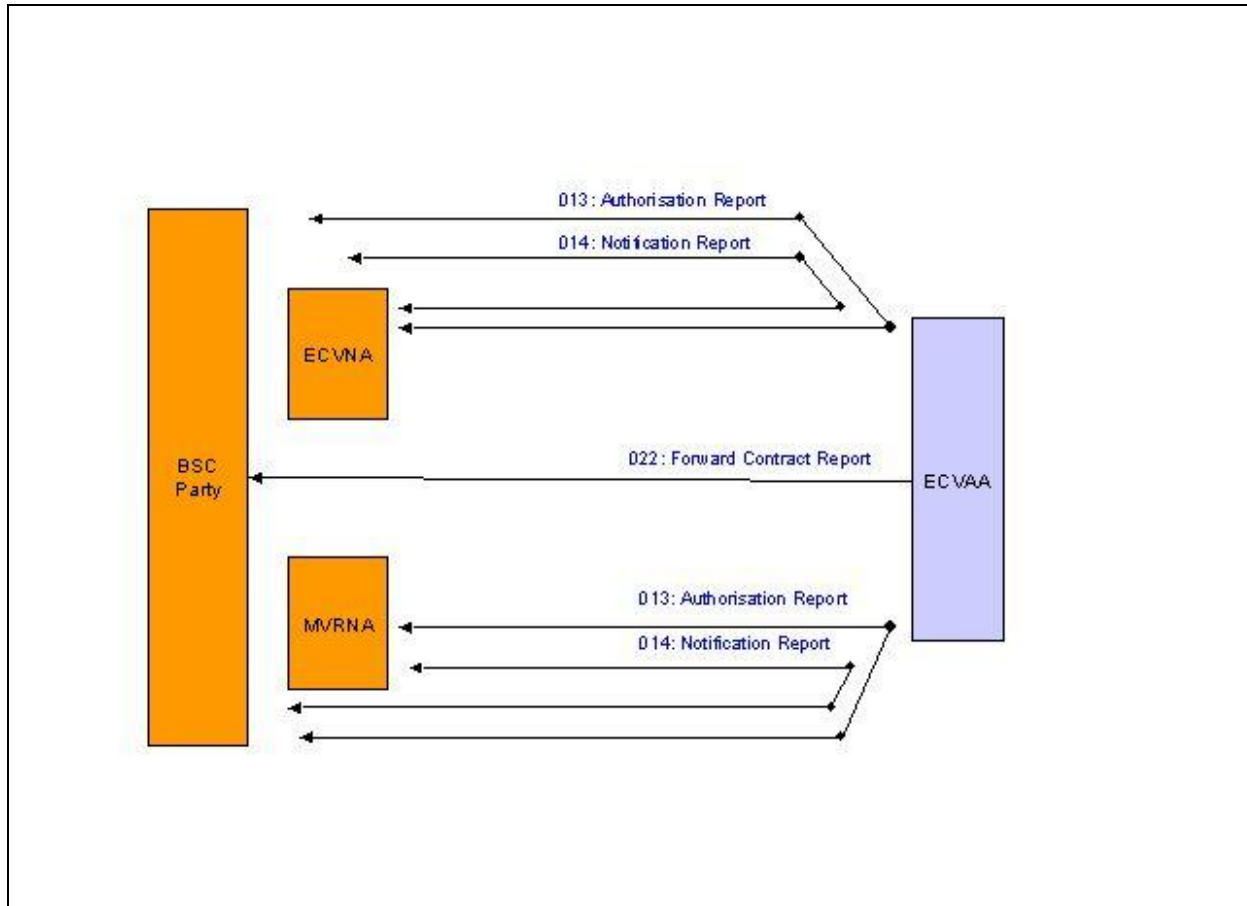 013: Authorisation Report
014: Notification Report
ECVNA
022: Forward Contract Report
BSC
Party
ECVAA
013: Authorisation Report
MVRNA
014: Notification Report